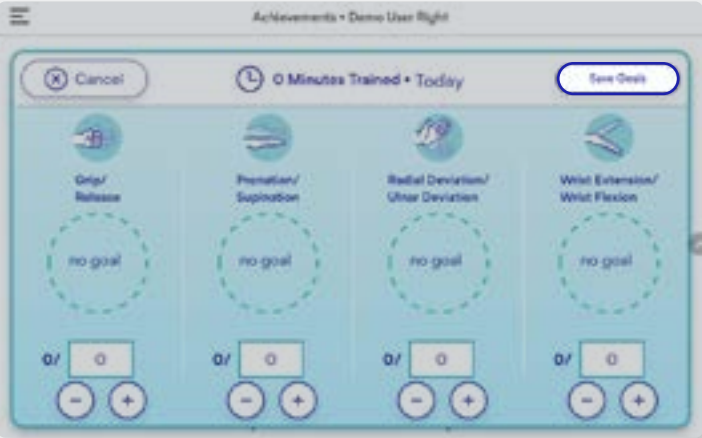 Achievements • Demo User Right
Cancel
0 Minutes Trained • Today
Save Goals
Grip/
Release
Pronation/
Supination
Radial Deviation/
Ulnar Deviation
Wrist Extension/
Wrist Flexion
no goal
no goal
no goal
no goal
0/ 0
0/ 0
0/ 0
0/ 0
- +
- +
- +
- +